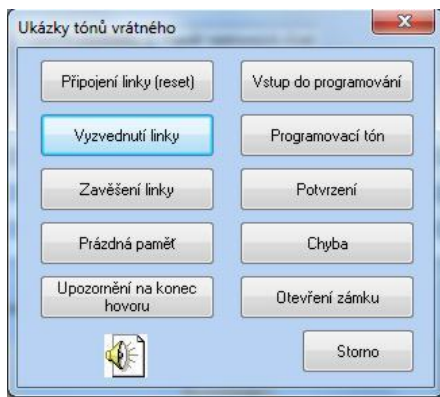 Ukázky tónů vrátného
Připojení linky (reset)
Vstup do programování
Vyzvednutí linky
Programovací tón
Zavěšení linky
Potvrzení
Prázdná paměť
Chyba
Upozornění na konec
hovoru
Otevření zámku
Storno